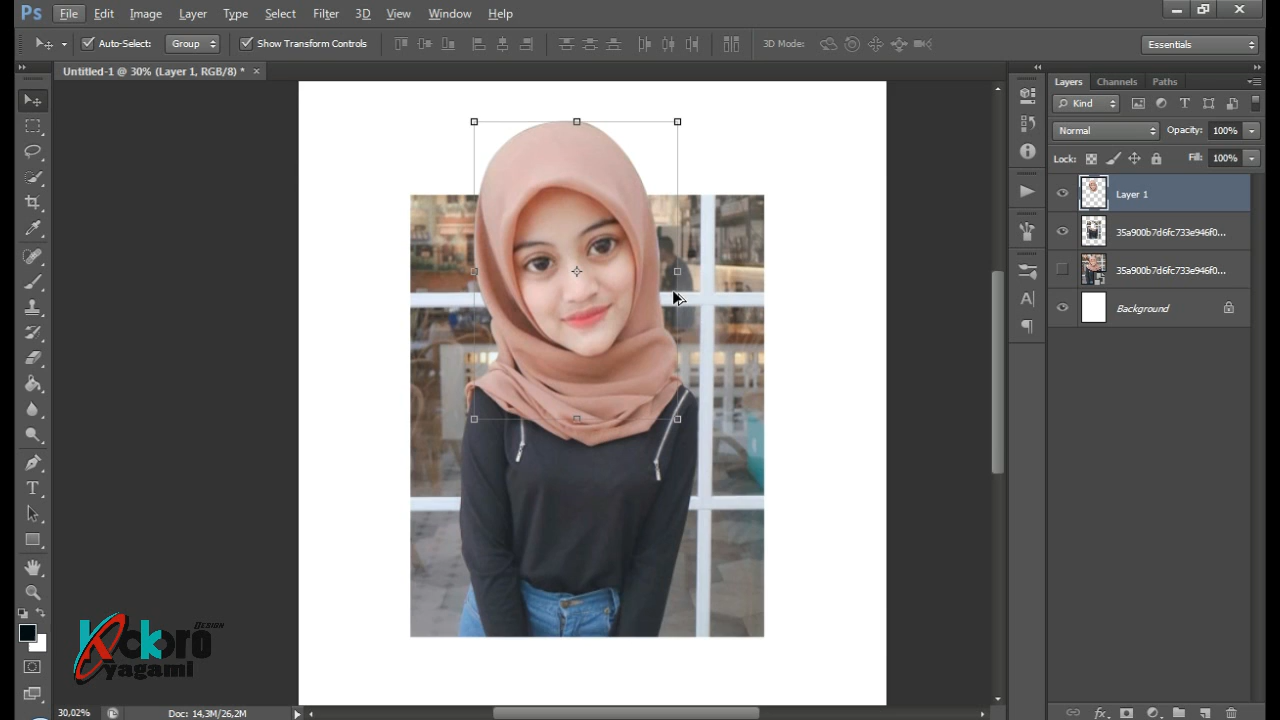 Ps File Edit Image Layer Type Select Filter 3D View Window Help
Auto-Select: Group Show Transform Controls 3D Mode: Essentials
Untitled-1 @ 30% (Layer 1, RGB/8) * ×
Layers Channels Paths
Kind
Normal Opacity: 100%
Lock: Fill: 100%
Layer 1
35a900b7d6fc733e946f0...
35a900b7d6fc733e946f0...
Background
Kokoro DESIGN
yagami
30,02% Doc: 14,3M/26,2M